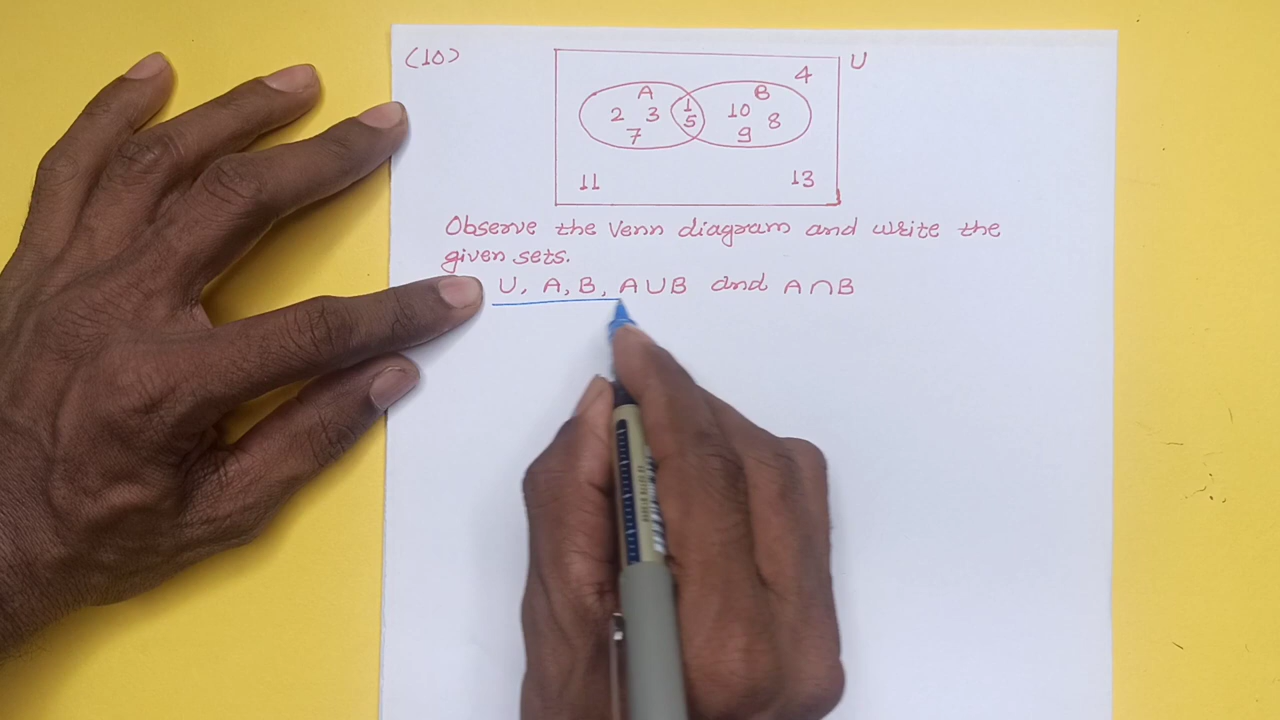 (10)
U
4
A B
2 3 1 10 8
7 5 9
11 13
Observe the Venn diagram and write the
given sets.
U, A, B, A∪B and A∩B